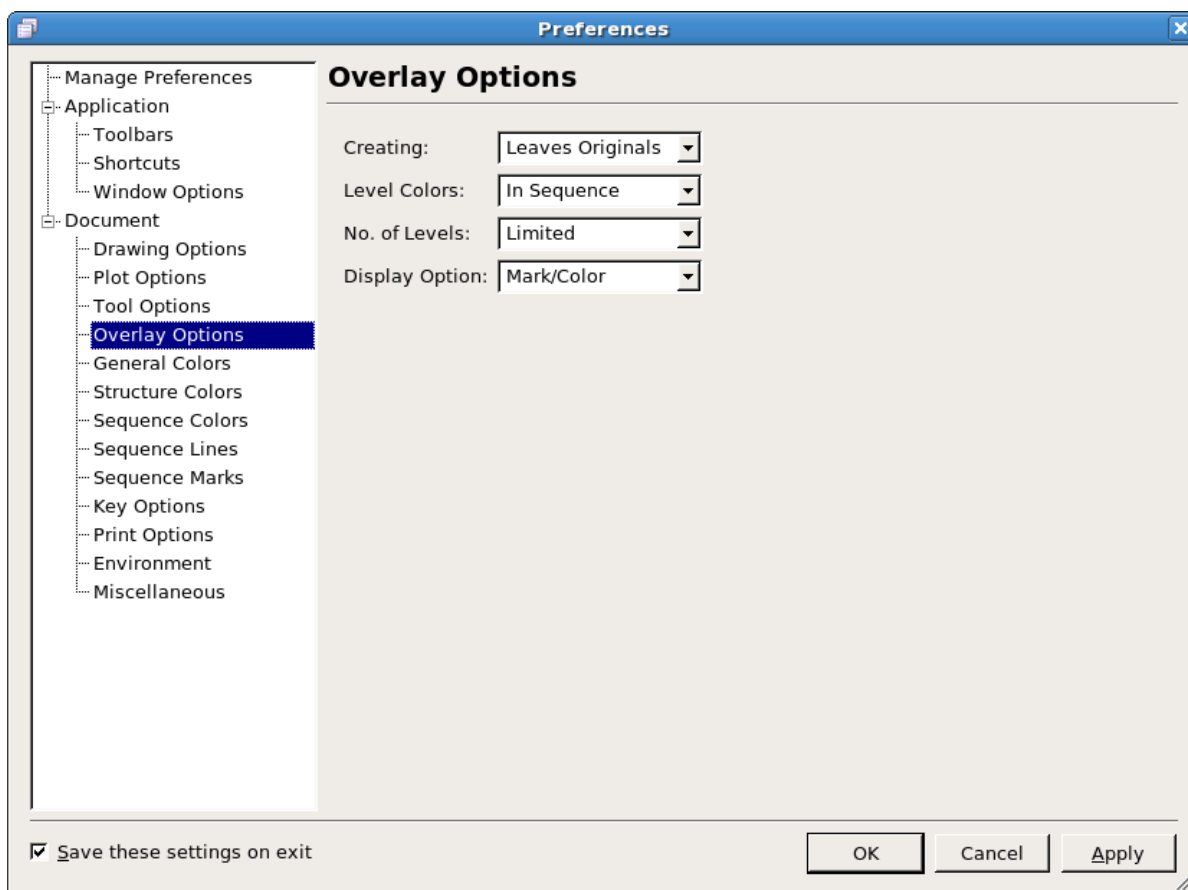 Preferences
Manage Preferences
Application
Toolbars
Shortcuts
Window Options
Document
Drawing Options
Plot Options
Tool Options
Overlay Options
General Colors
Structure Colors
Sequence Colors
Sequence Lines
Sequence Marks
Key Options
Print Options
Environment
Miscellaneous
Overlay Options
Creating: Leaves Originals
Level Colors: In Sequence
No. of Levels: Limited
Display Option: Mark/Color
Save these settings on exit
OK Cancel Apply